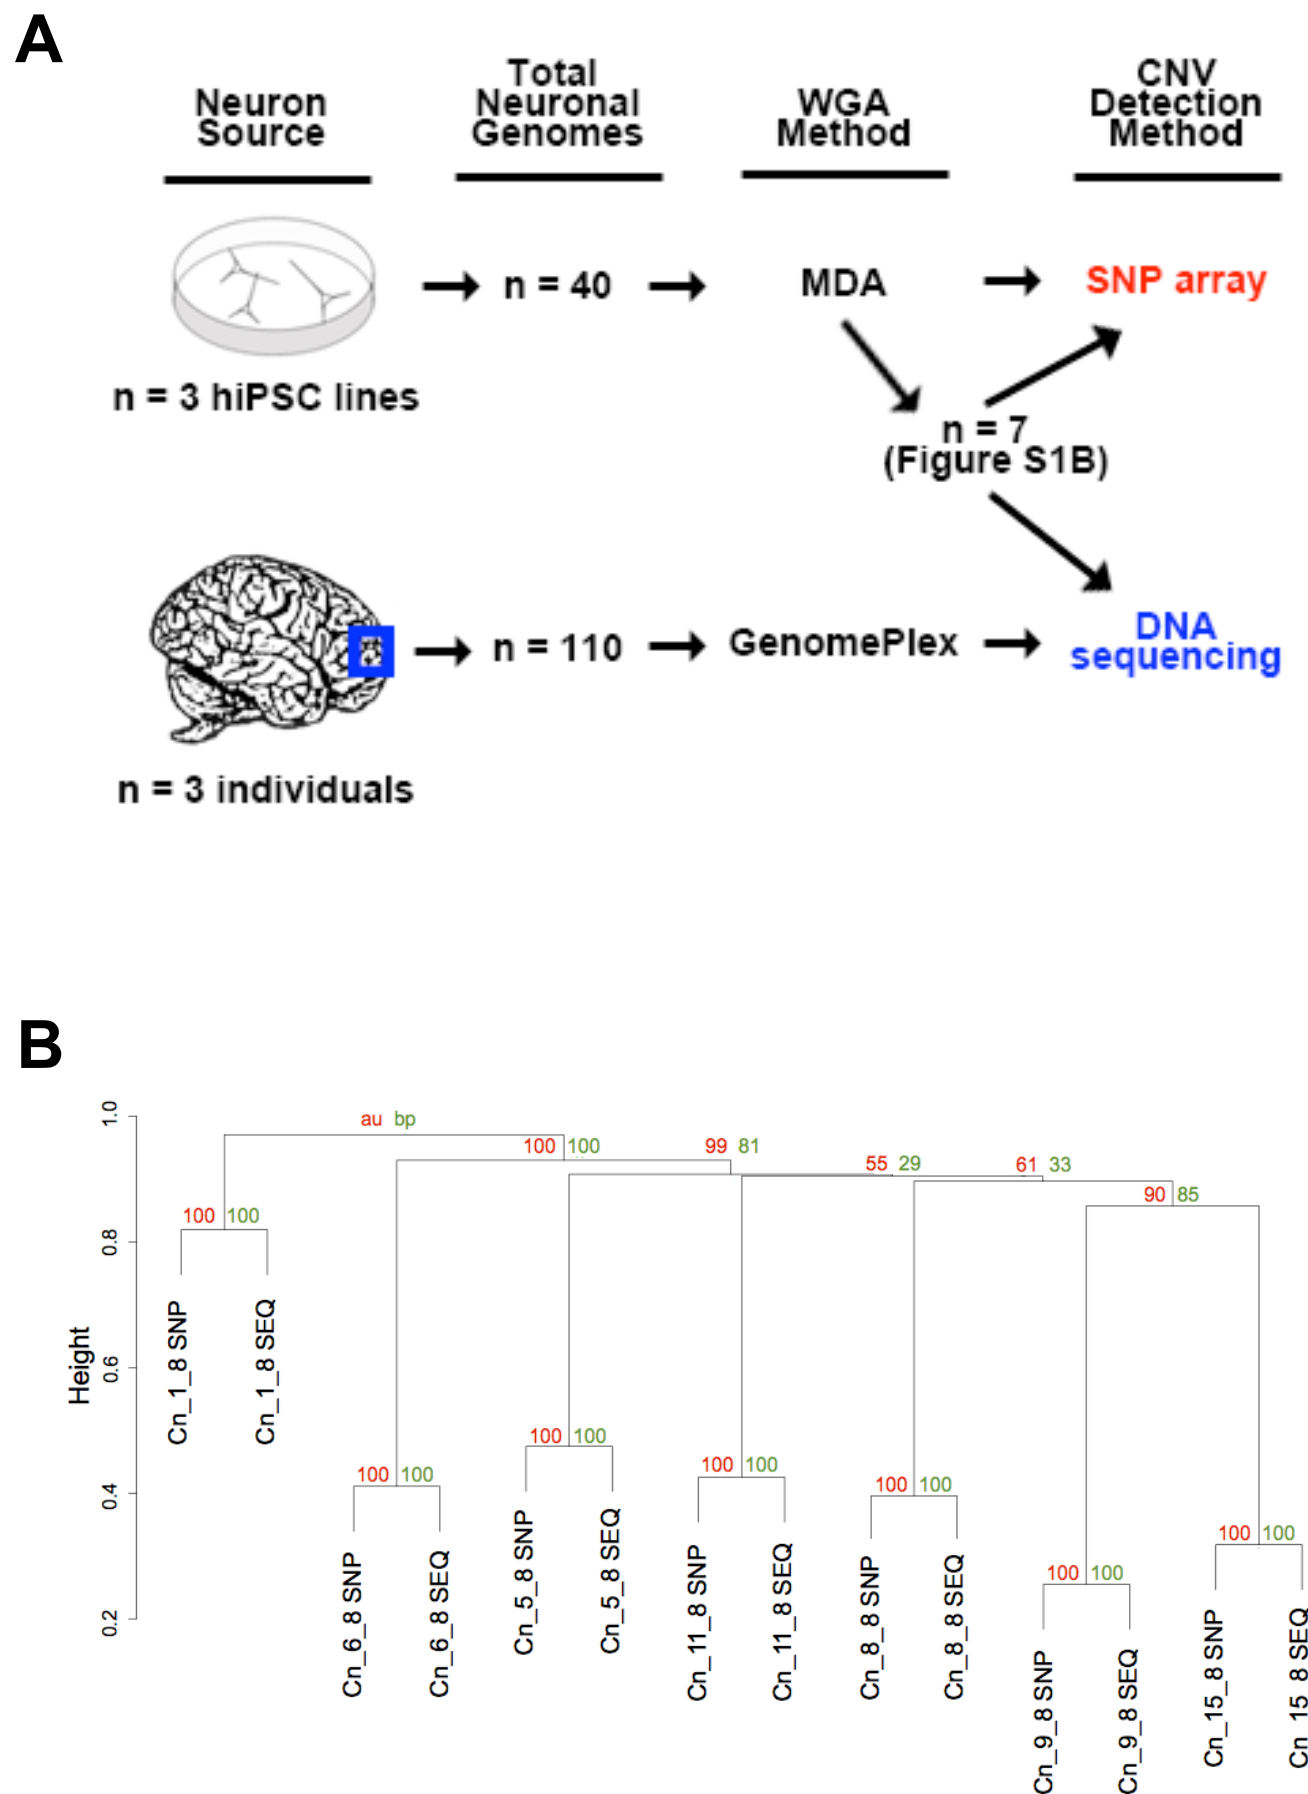 A
Neuron
Source
Total
Neuronal
Genomes
WGA
Method
CNV
Detection
Method
n = 40
MDA
SNP array
n = 3 hiPSC lines
n = 7
(Figure S1B)
n = 110
GenomePlex
DNA
sequencing
n = 3 individuals
B
Height
1.0
0.8
0.6
0.4
0.2
au bp
100 100
99 81
55 29
61 33
90 85
100 100
100 100
100 100
100 100
100 100
100 100
100 100
Cn_1_8 SNP
Cn_1_8 SEQ
Cn_6_8 SNP
Cn_6_8 SEQ
Cn_5_8 SNP
Cn_5_8 SEQ
Cn_11_8 SNP
Cn_11_8 SEQ
Cn_8_8 SNP
Cn_8_8 SEQ
Cn_9_8 SNP
Cn_9_8 SEQ
Cn_15_8 SNP
Cn 15 8 SEQ